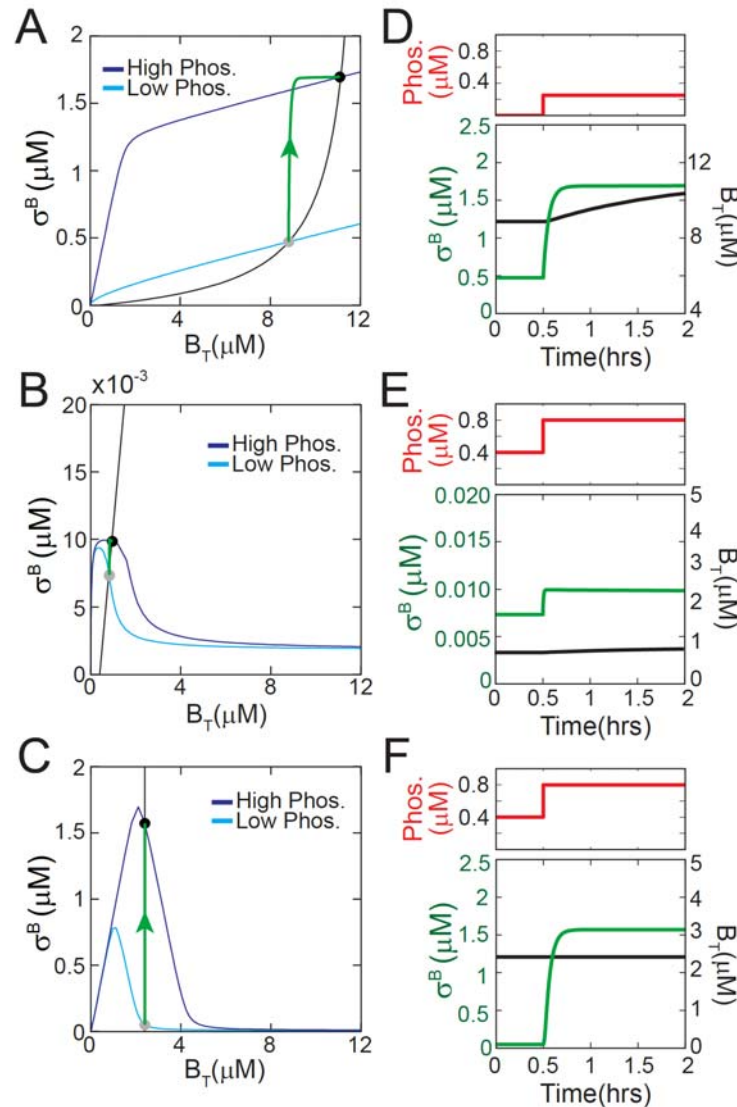 A
2
1.5
1
0.5
0
σᴮ (μM)
High Phos.
Low Phos.
0
4
8
12
B_T(μM)
D
Phos.
(μM)
0.8
0.4
2.5
2
1.5
1
0.5
0
σᴮ (μM)
12
8
4
B_T(μM)
0
0.5
1
1.5
2
Time(hrs)
B
x10⁻³
20
15
10
5
0
σᴮ (μM)
High Phos.
Low Phos.
0
4
8
12
B_T(μM)
E
Phos.
(μM)
0.8
0.4
0.020
0.015
0.010
0.005
0
σᴮ (μM)
5
4
3
2
1
0
B_T(μM)
0
0.5
1
1.5
2
Time(hrs)
C
2
1.5
1
0.5
0
σᴮ (μM)
High Phos.
Low Phos.
0
4
8
12
B_T(μM)
F
Phos.
(μM)
0.8
0.4
2.5
2
1.5
1
0.5
0
σᴮ (μM)
5
4
3
2
1
0
B_T(μM)
0
0.5
1
1.5
2
Time(hrs)